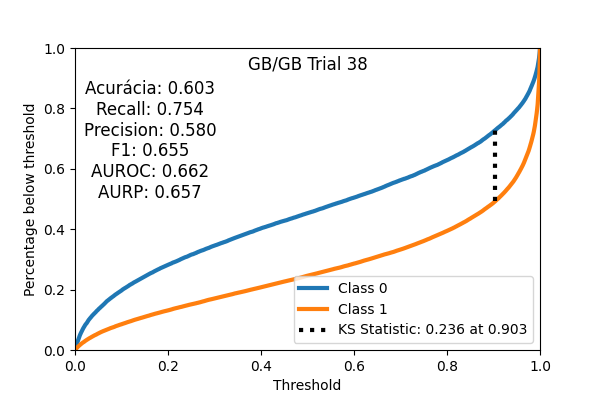 GB/GB Trial 38
Acurácia: 0.603
Recall: 0.754
Precision: 0.580
F1: 0.655
AUROC: 0.662
AURP: 0.657
Percentage below threshold
1.0
0.8
0.6
0.4
0.2
0.0
Class 0
Class 1
KS Statistic: 0.236 at 0.903
0.0 0.2 0.4 0.6 0.8 1.0
Threshold